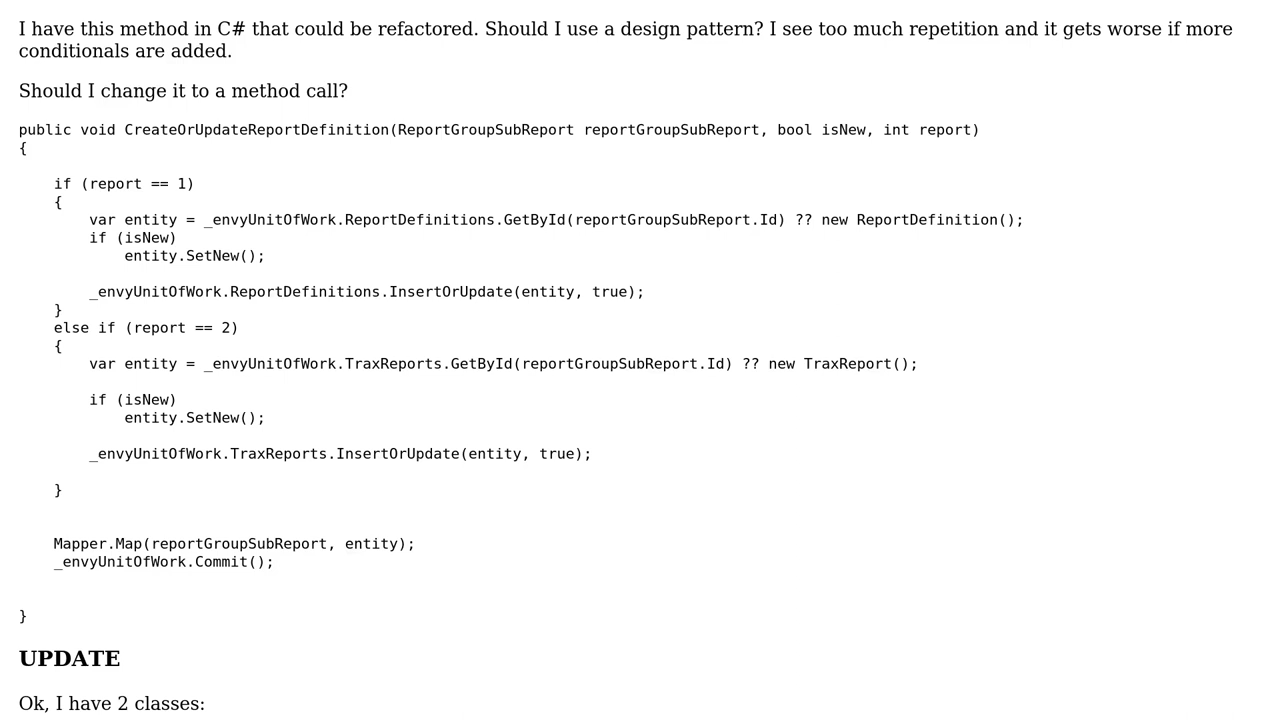 I have this method in C# that could be refactored. Should I use a design pattern? I see too much repetition and it gets worse if more
conditionals are added.
Should I change it to a method call?
public void CreateOrUpdateReportDefinition(ReportGroupSubReport reportGroupSubReport, bool isNew, int report)
{
    if (report == 1)
    {
        var entity = _envyUnitOfWork.ReportDefinitions.GetById(reportGroupSubReport.Id) ?? new ReportDefinition();
        if (isNew)
            entity.SetNew();
        _envyUnitOfWork.ReportDefinitions.InsertOrUpdate(entity, true);
    }
    else if (report == 2)
    {
        var entity = _envyUnitOfWork.TraxReports.GetById(reportGroupSubReport.Id) ?? new TraxReport();
        if (isNew)
            entity.SetNew();
        _envyUnitOfWork.TraxReports.InsertOrUpdate(entity, true);
    }
    Mapper.Map(reportGroupSubReport, entity);
    _envyUnitOfWork.Commit();
}
UPDATE
Ok, I have 2 classes: